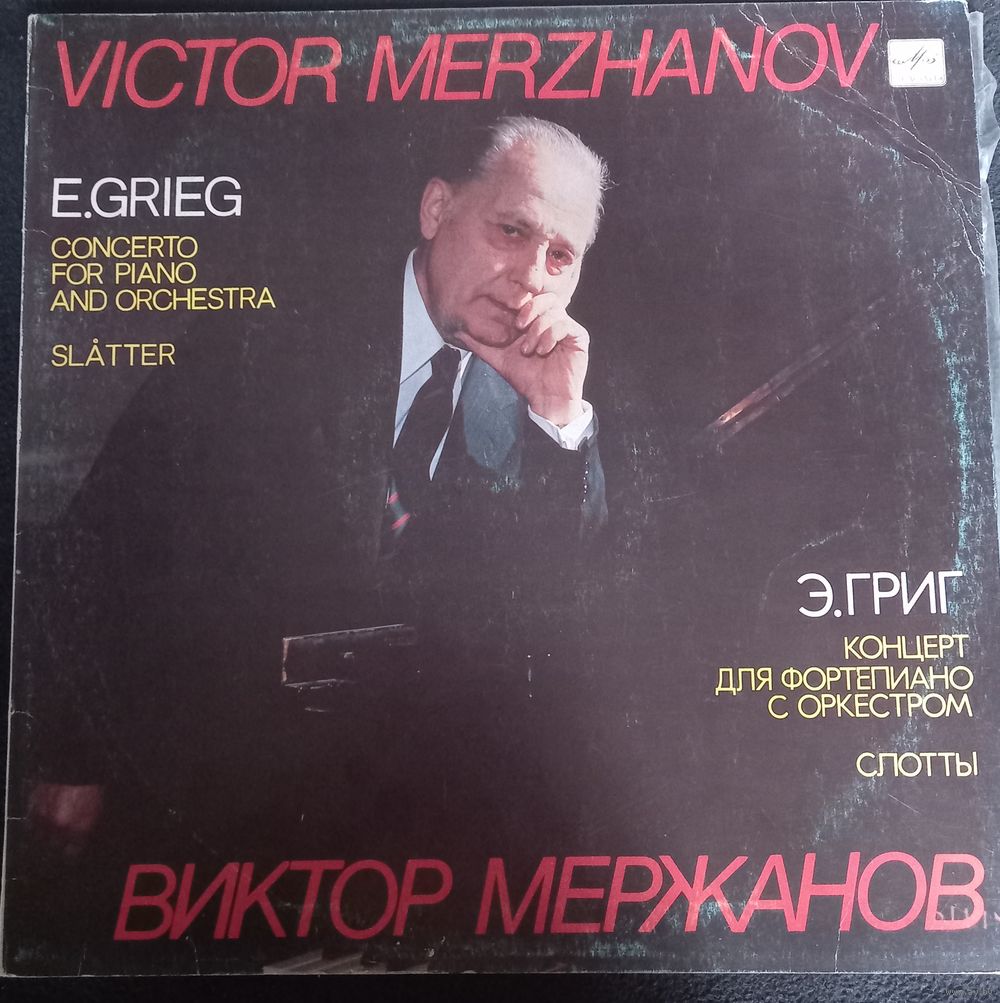 VICTOR MERZHANOV
E.GRIEG
CONCERTO
FOR PIANO
AND ORCHESTRA
SLÅTTER
Э.ГРИГ
КОНЦЕРТ
ДЛЯ ФОРТЕПИАНО
С ОРКЕСТРОМ
СЛОТТЫ
ВИКТОР МЕРЖАНОВ